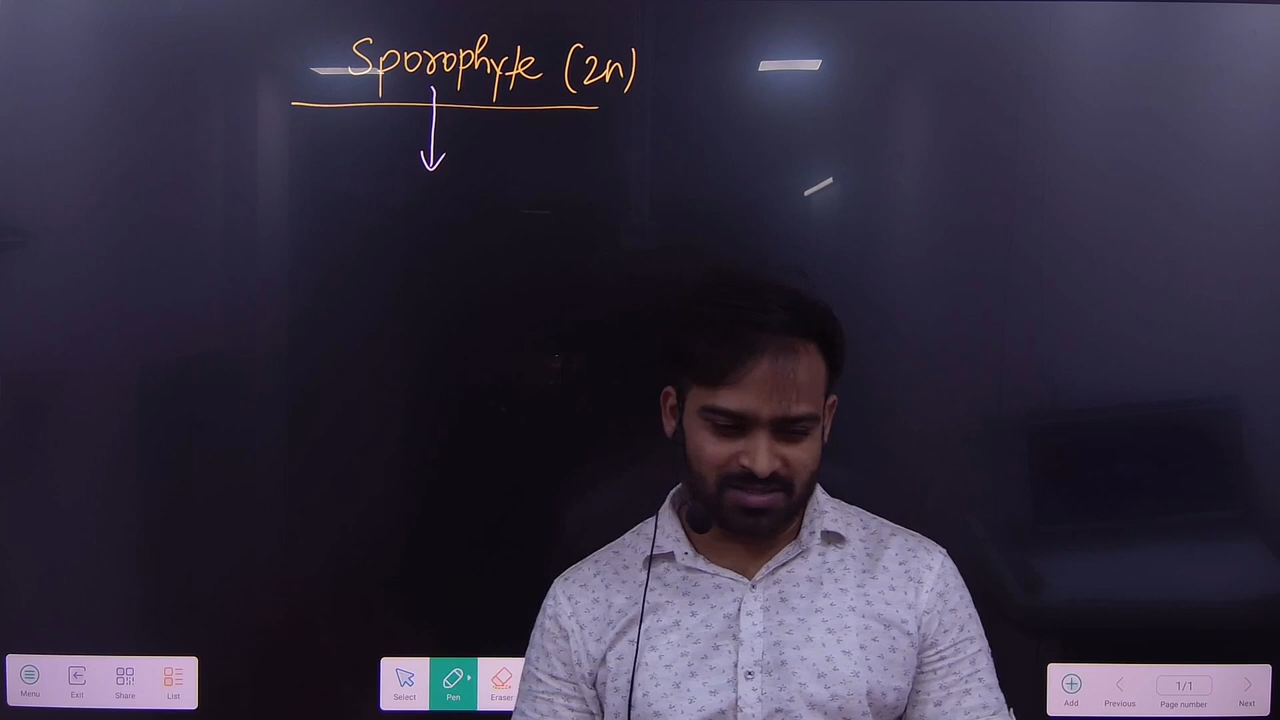 Sporophyte (2n)
Menu
Exit
Share
List
Select
Pen
Eraser
Add
Previous
1/1
Page number
Next